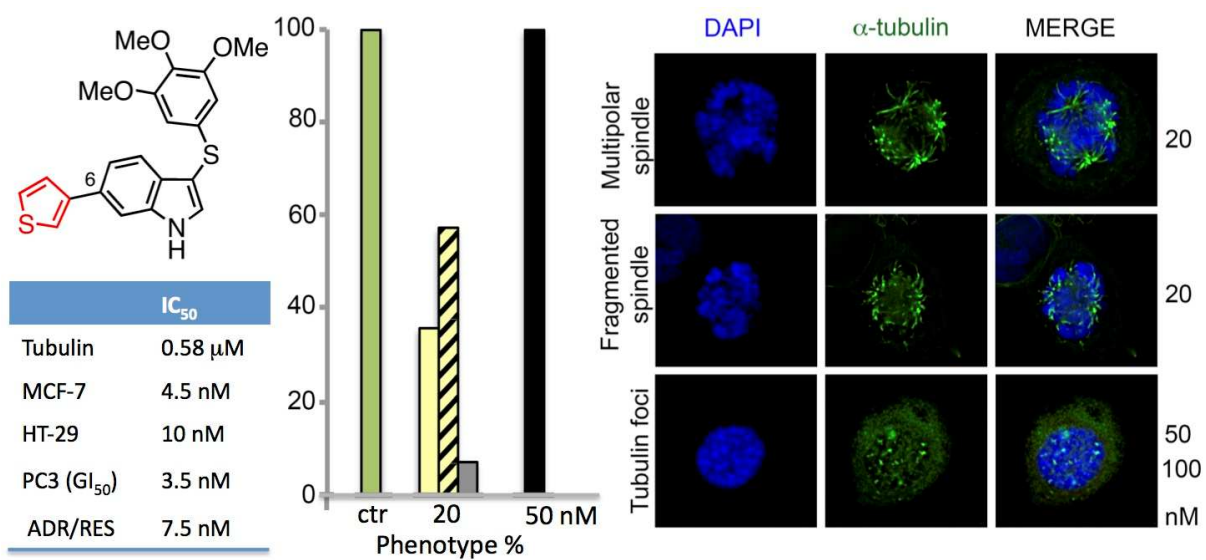 MeO
OMe
MeO
S
6
S
N
H
IC50
Tubulin 0.58 μM
MCF-7 4.5 nM
HT-29 10 nM
PC3 (GI50) 3.5 nM
ADR/RES 7.5 nM
100
80
60
40
20
0
ctr 20 50 nM
Phenotype %
DAPI α-tubulin MERGE
Multipolar
spindle
20
Fragmented
spindle
20
Tubulin foci
50
100
nM